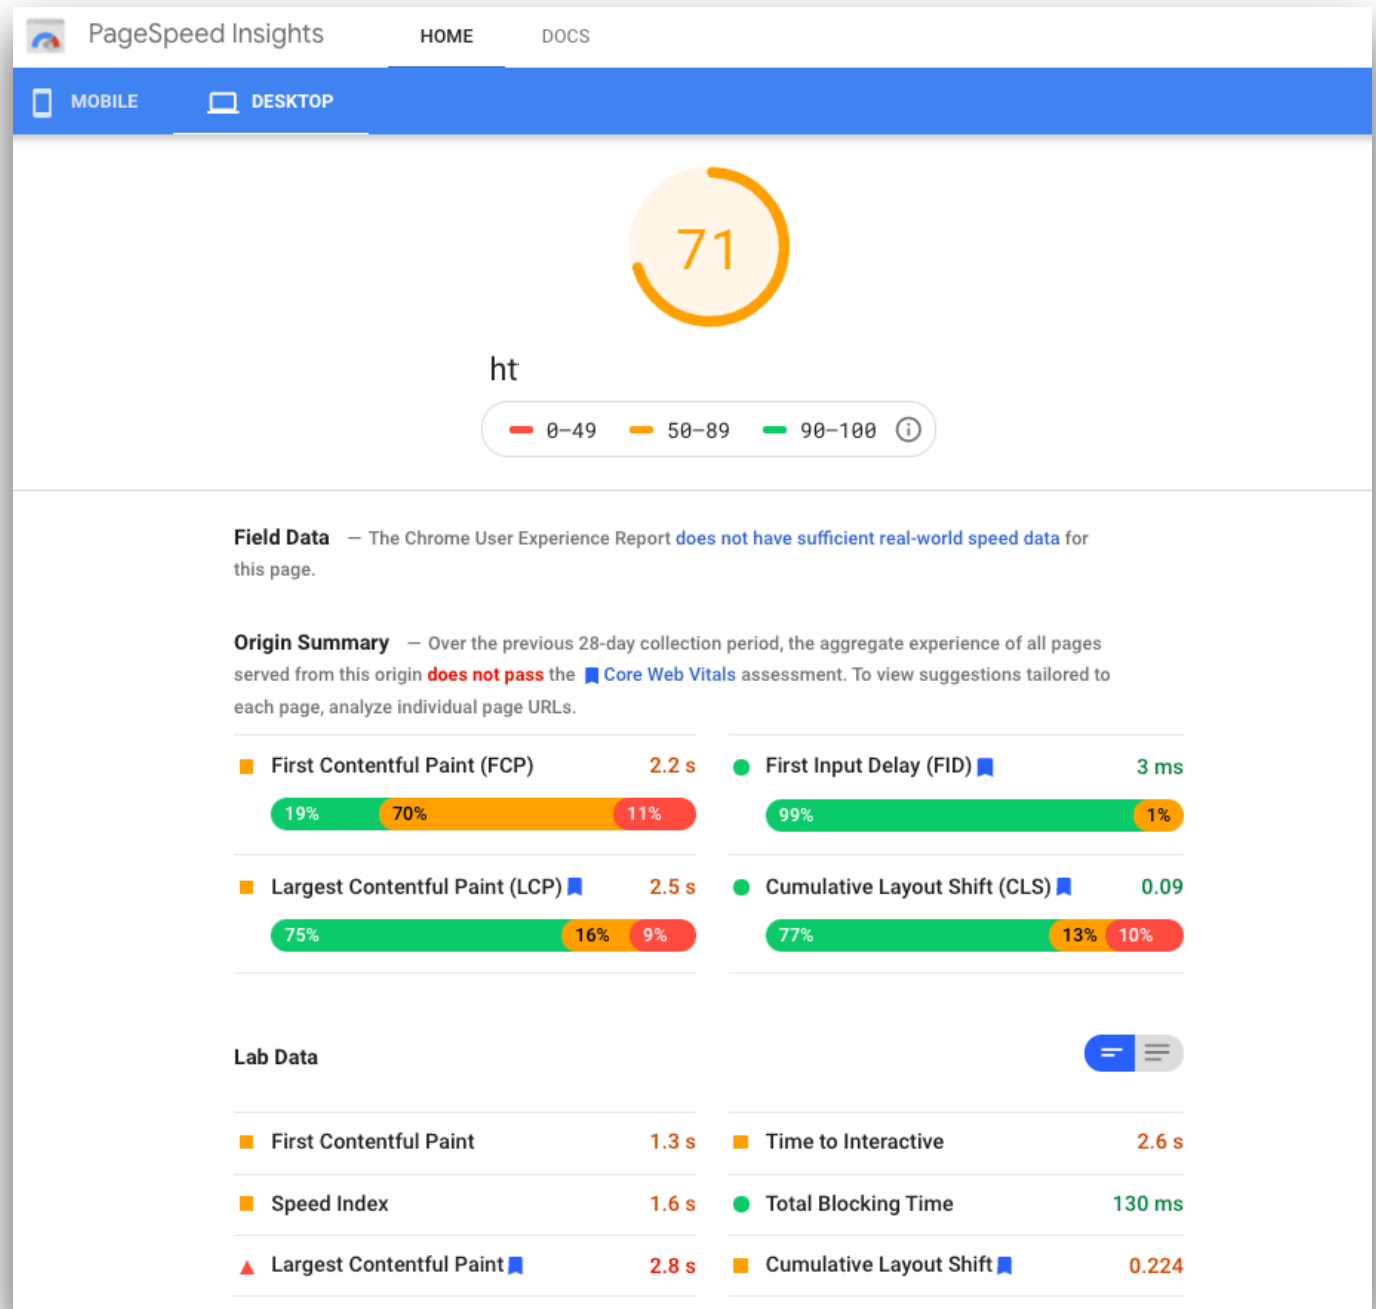 PageSpeed Insights HOME DOCS
MOBILE DESKTOP
71
ht
0–49 50–89 90–100
Field Data — The Chrome User Experience Report does not have sufficient real-world speed data for
this page.
Origin Summary — Over the previous 28-day collection period, the aggregate experience of all pages
served from this origin does not pass the Core Web Vitals assessment. To view suggestions tailored to
each page, analyze individual page URLs.
First Contentful Paint (FCP) 2.2 s
19% 70% 11%
First Input Delay (FID) 3 ms
99% 1%
Largest Contentful Paint (LCP) 2.5 s
75% 16% 9%
Cumulative Layout Shift (CLS) 0.09
77% 13% 10%
Lab Data
First Contentful Paint 1.3 s
Time to Interactive 2.6 s
Speed Index 1.6 s
Total Blocking Time 130 ms
Largest Contentful Paint 2.8 s
Cumulative Layout Shift 0.224